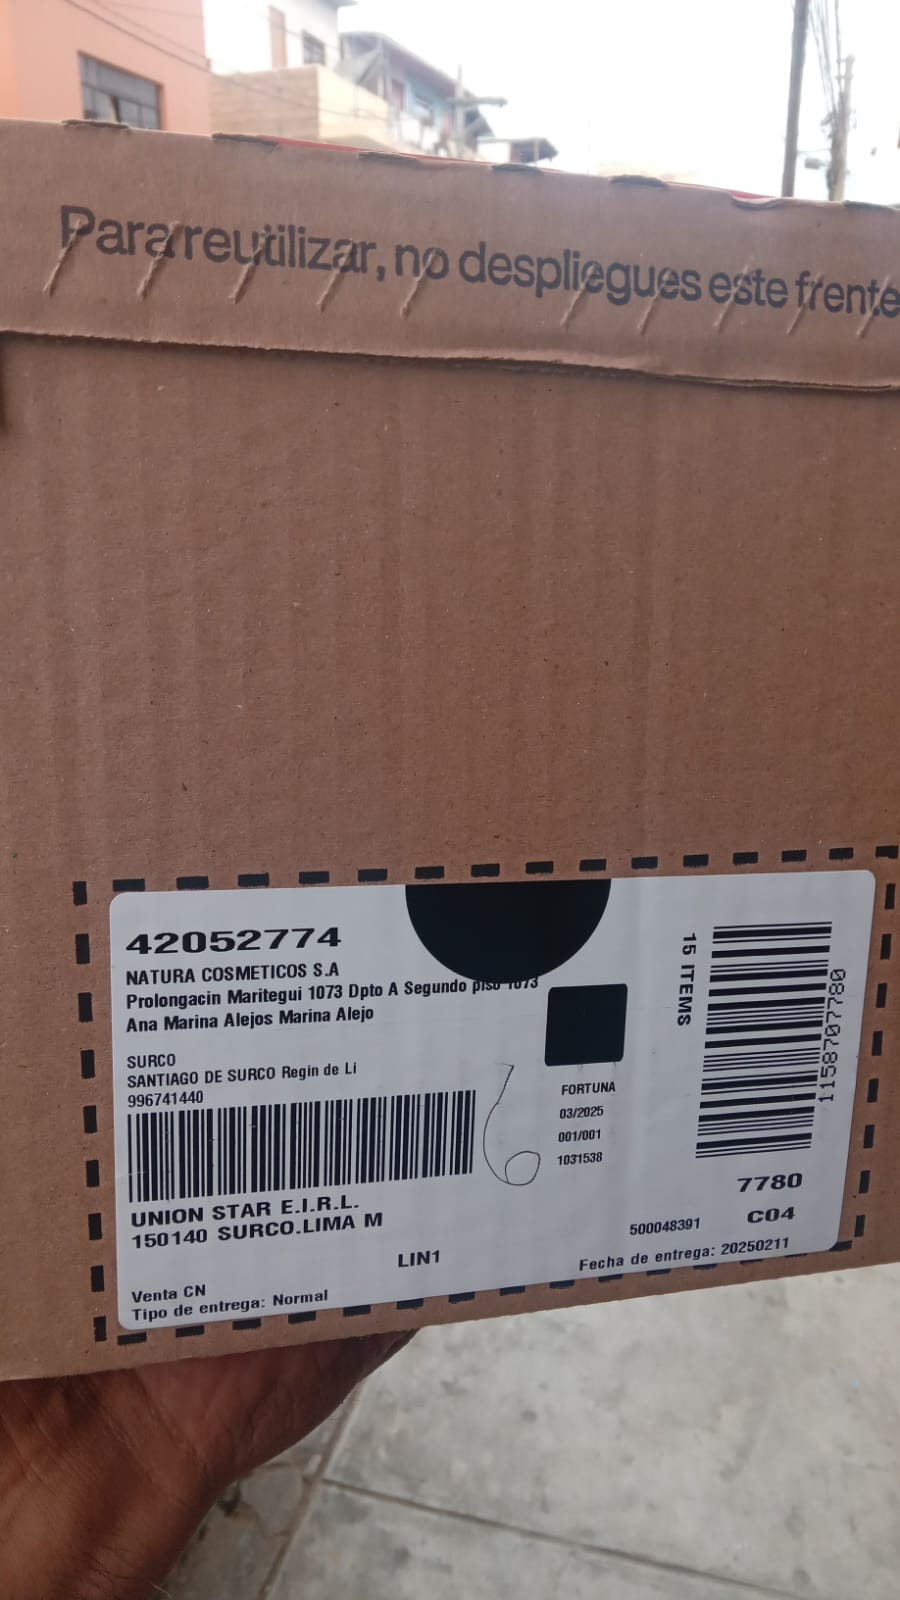 Para reutilizar, no despliegues este frente
42052774
NATURA COSMETICOS S.A
Prolongacin Maritegui 1073 Dpto A Segundo piso 1073
Ana Marina Alejos Marina Alejo
SURCO
SANTIAGO DE SURCO Regin de Li
996741440
UNION STAR E.I.R.L.
150140 SURCO.LIMA M
LIN1
Venta CN
Tipo de entrega: Normal
FORTUNA
03/2025
001/001
1031538
15 ITEMS
1158707780
7780
500048391
C04
Fecha de entrega: 20250211